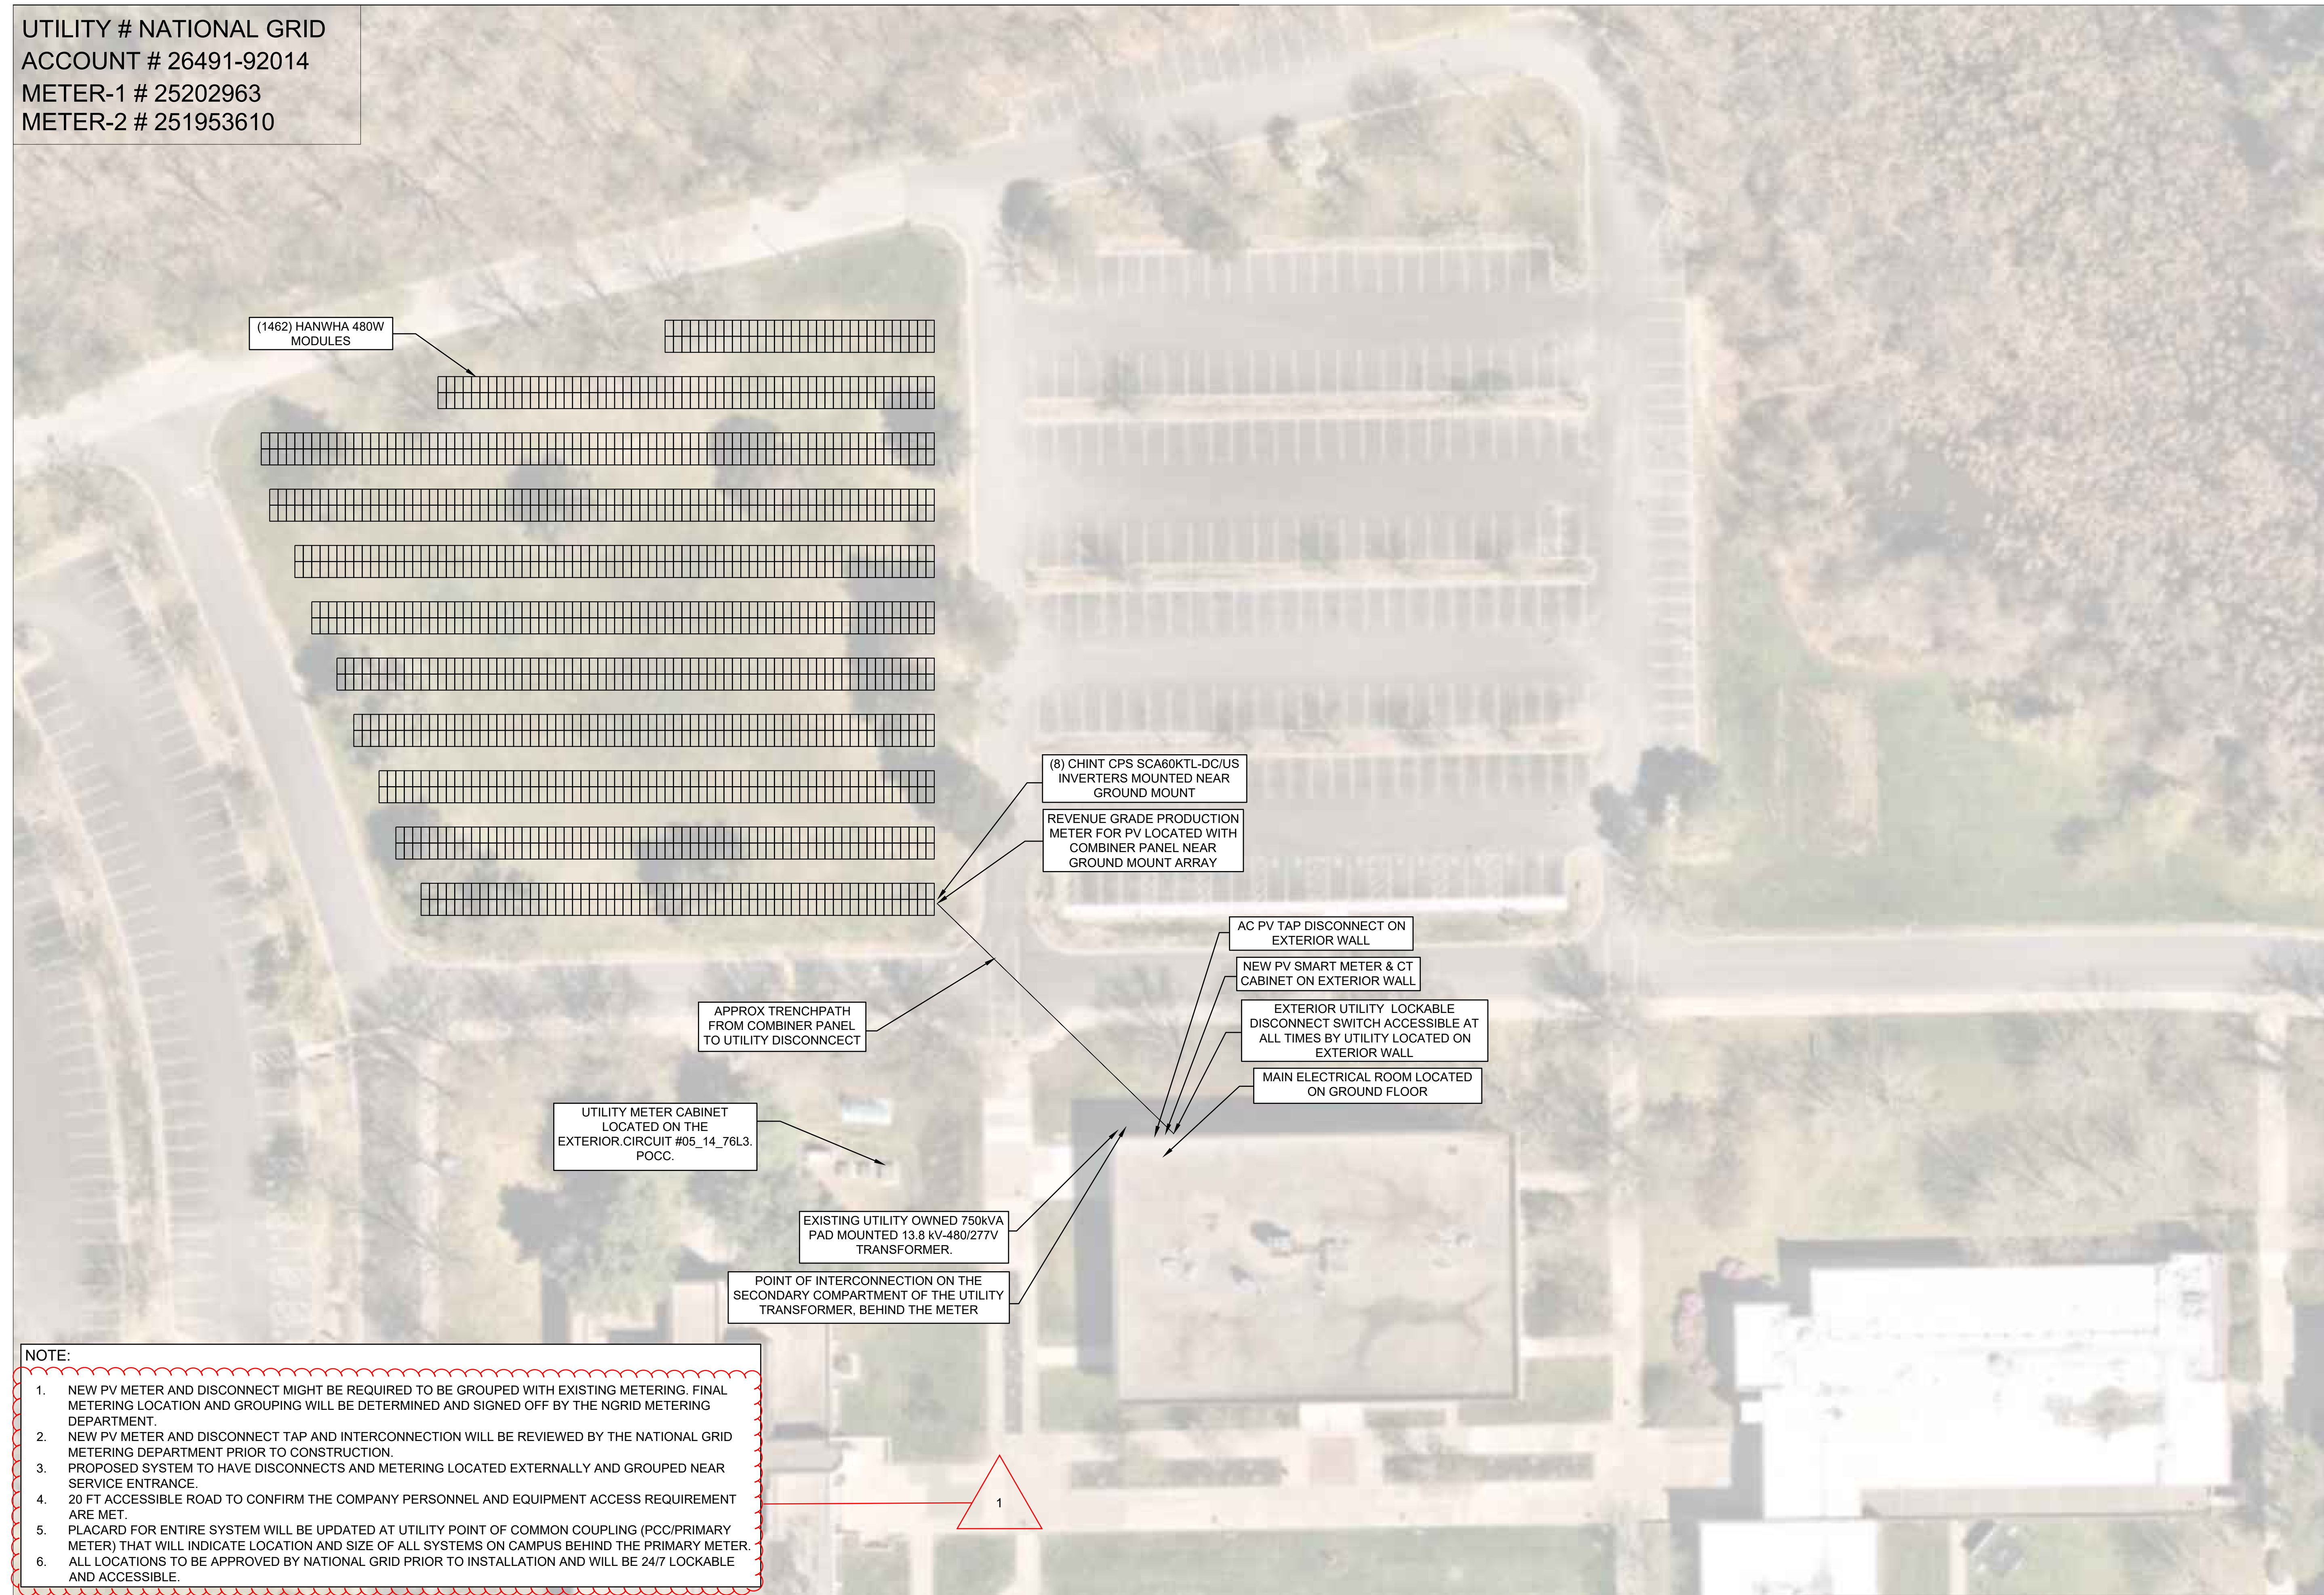 UTILITY # NATIONAL GRID
ACCOUNT # 26491-92014
METER-1 # 25202963
METER-2 # 251953610
(1462) HANWHA 480W
MODULES
(8) CHINT CPS SCA60KTL-DC/US
INVERTERS MOUNTED NEAR
GROUND MOUNT
REVENUE GRADE PRODUCTION
METER FOR PV LOCATED WITH
COMBINER PANEL NEAR
GROUND MOUNT ARRAY
AC PV TAP DISCONNECT ON
EXTERIOR WALL
NEW PV SMART METER & CT
CABINET ON EXTERIOR WALL
EXTERIOR UTILITY LOCKABLE
DISCONNECT SWITCH ACCESSIBLE AT
ALL TIMES BY UTILITY LOCATED ON
EXTERIOR WALL
MAIN ELECTRICAL ROOM LOCATED
ON GROUND FLOOR
APPROX TRENCHPATH
FROM COMBINER PANEL
TO UTILITY DISCONNCECT
UTILITY METER CABINET
LOCATED ON THE
EXTERIOR.CIRCUIT #05_14_76L3.
POCC.
EXISTING UTILITY OWNED 750kVA
PAD MOUNTED 13.8 kV-480/277V
TRANSFORMER.
POINT OF INTERCONNECTION ON THE
SECONDARY COMPARTMENT OF THE UTILITY
TRANSFORMER, BEHIND THE METER
NOTE:
1. NEW PV METER AND DISCONNECT MIGHT BE REQUIRED TO BE GROUPED WITH EXISTING METERING. FINAL
METERING LOCATION AND GROUPING WILL BE DETERMINED AND SIGNED OFF BY THE NGRID METERING
DEPARTMENT.
2. NEW PV METER AND DISCONNECT TAP AND INTERCONNECTION WILL BE REVIEWED BY THE NATIONAL GRID
METERING DEPARTMENT PRIOR TO CONSTRUCTION.
3. PROPOSED SYSTEM TO HAVE DISCONNECTS AND METERING LOCATED EXTERNALLY AND GROUPED NEAR
SERVICE ENTRANCE.
4. 20 FT ACCESSIBLE ROAD TO CONFIRM THE COMPANY PERSONNEL AND EQUIPMENT ACCESS REQUIREMENT
ARE MET.
5. PLACARD FOR ENTIRE SYSTEM WILL BE UPDATED AT UTILITY POINT OF COMMON COUPLING (PCC/PRIMARY
METER) THAT WILL INDICATE LOCATION AND SIZE OF ALL SYSTEMS ON CAMPUS BEHIND THE PRIMARY METER.
6. ALL LOCATIONS TO BE APPROVED BY NATIONAL GRID PRIOR TO INSTALLATION AND WILL BE 24/7 LOCKABLE
AND ACCESSIBLE.
1